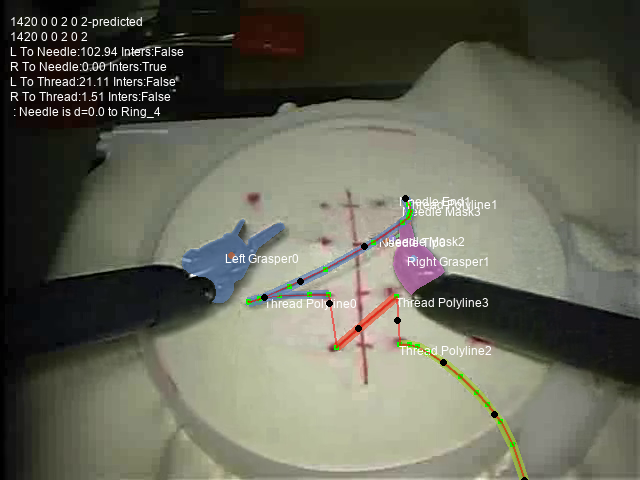 1420 0 0 2 0 2-predicted
1420 0 0 2 0 2
L To Needle:102.94 Inters:False
R To Needle:0.00 Inters:True
L To Thread:21.11 Inters:False
R To Thread:1.51 Inters:False
: Needle is d=0.0 to Ring_4
Needle End1
Thread Polyline1
Needle Mask3
Needle Mask2
Left Grasper0
Right Grasper1
Thread Polyline0
Thread Polyline3
Thread Polyline2